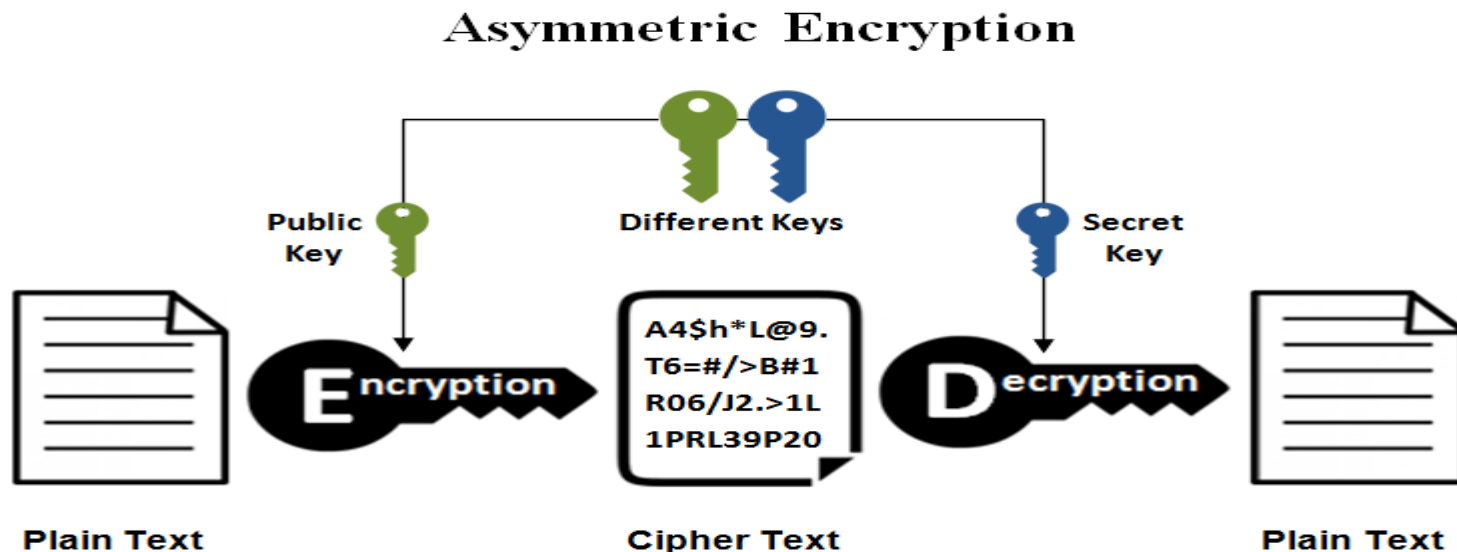 Asymmetric Encryption
Public
Key
Different Keys
Secret
Key
Encryption
A4$h*L@9.
T6=#/>B#1
R06/J2.>1L
1PRL39P20
Decryption
Plain Text
Cipher Text
Plain Text